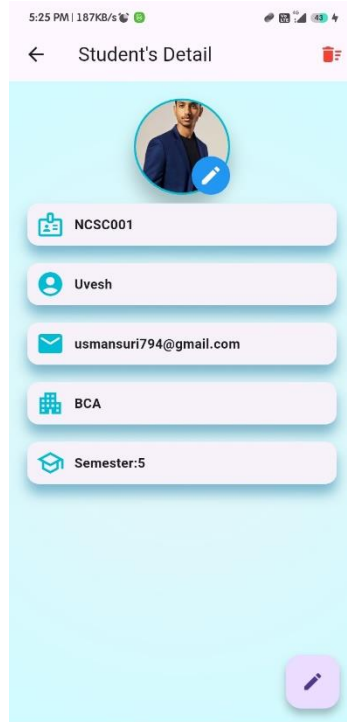 5:25 PM | 187KB/s
43
Student's Detail
NCSC001
Uvesh
usmansuri794@gmail.com
BCA
Semester:5